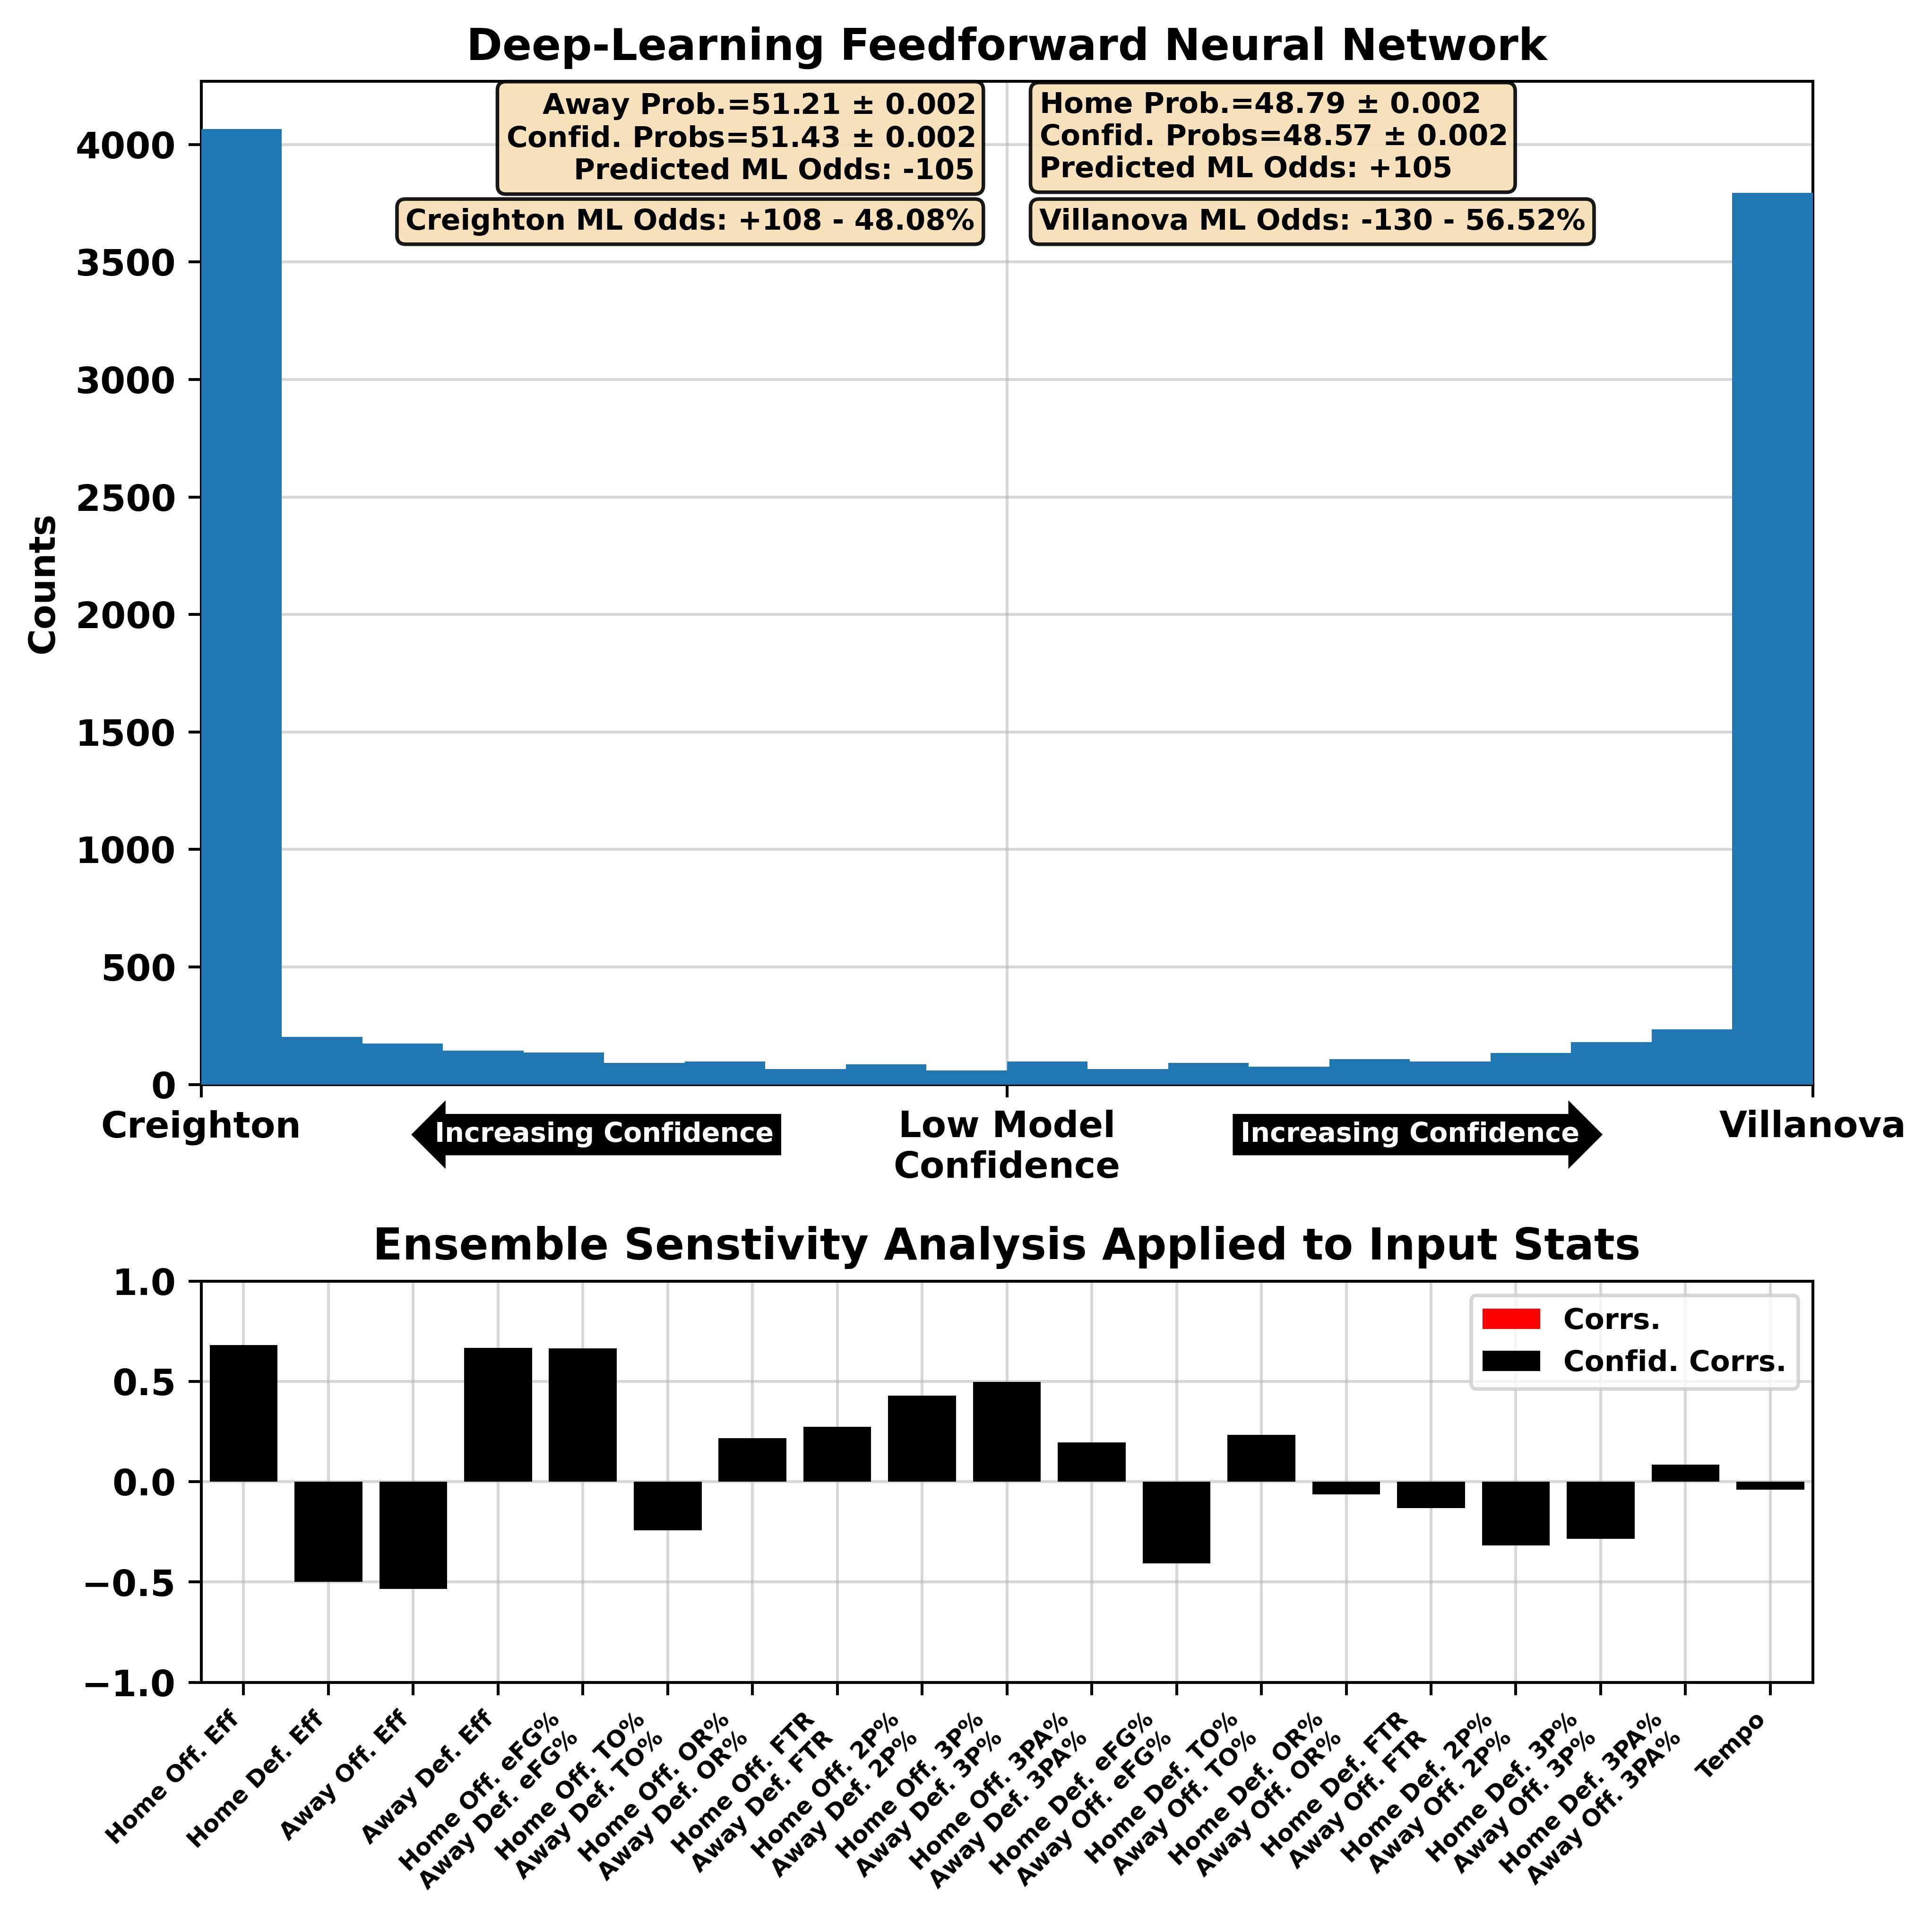 Deep-Learning Feedforward Neural Network
Away Prob.=51.21 ± 0.002
Confid. Probs=51.43 ± 0.002
Predicted ML Odds: -105
Home Prob.=48.79 ± 0.002
Confid. Probs=48.57 ± 0.002
Predicted ML Odds: +105
Creighton ML Odds: +108 - 48.08%
Villanova ML Odds: -130 - 56.52%
Counts
4000
3500
3000
2500
2000
1500
1000
500
0
Creighton
Increasing Confidence
Low Model
Confidence
Increasing Confidence
Villanova
Ensemble Senstivity Analysis Applied to Input Stats
1.0
0.5
0.0
−0.5
−1.0
Corrs.
Confid. Corrs.
Home Off. Eff
Home Def. Eff
Away Off. Eff
Away Def. Eff
Home Off. eFG%
Away Def. eFG%
Home Off. TO%
Away Def. TO%
Home Off. OR%
Away Def. OR%
Home Off. FTR
Away Def. FTR
Home Off. 2P%
Away Def. 2P%
Home Off. 3P%
Away Def. 3P%
Home Off. 3PA%
Away Def. 3PA%
Home Def. eFG%
Away Off. eFG%
Home Def. TO%
Away Off. TO%
Home Def. OR%
Away Off. OR%
Home Def. FTR
Away Off. FTR
Home Def. 2P%
Away Off. 2P%
Home Def. 3P%
Away Off. 3P%
Home Def. 3PA%
Away Off. 3PA%
Tempo